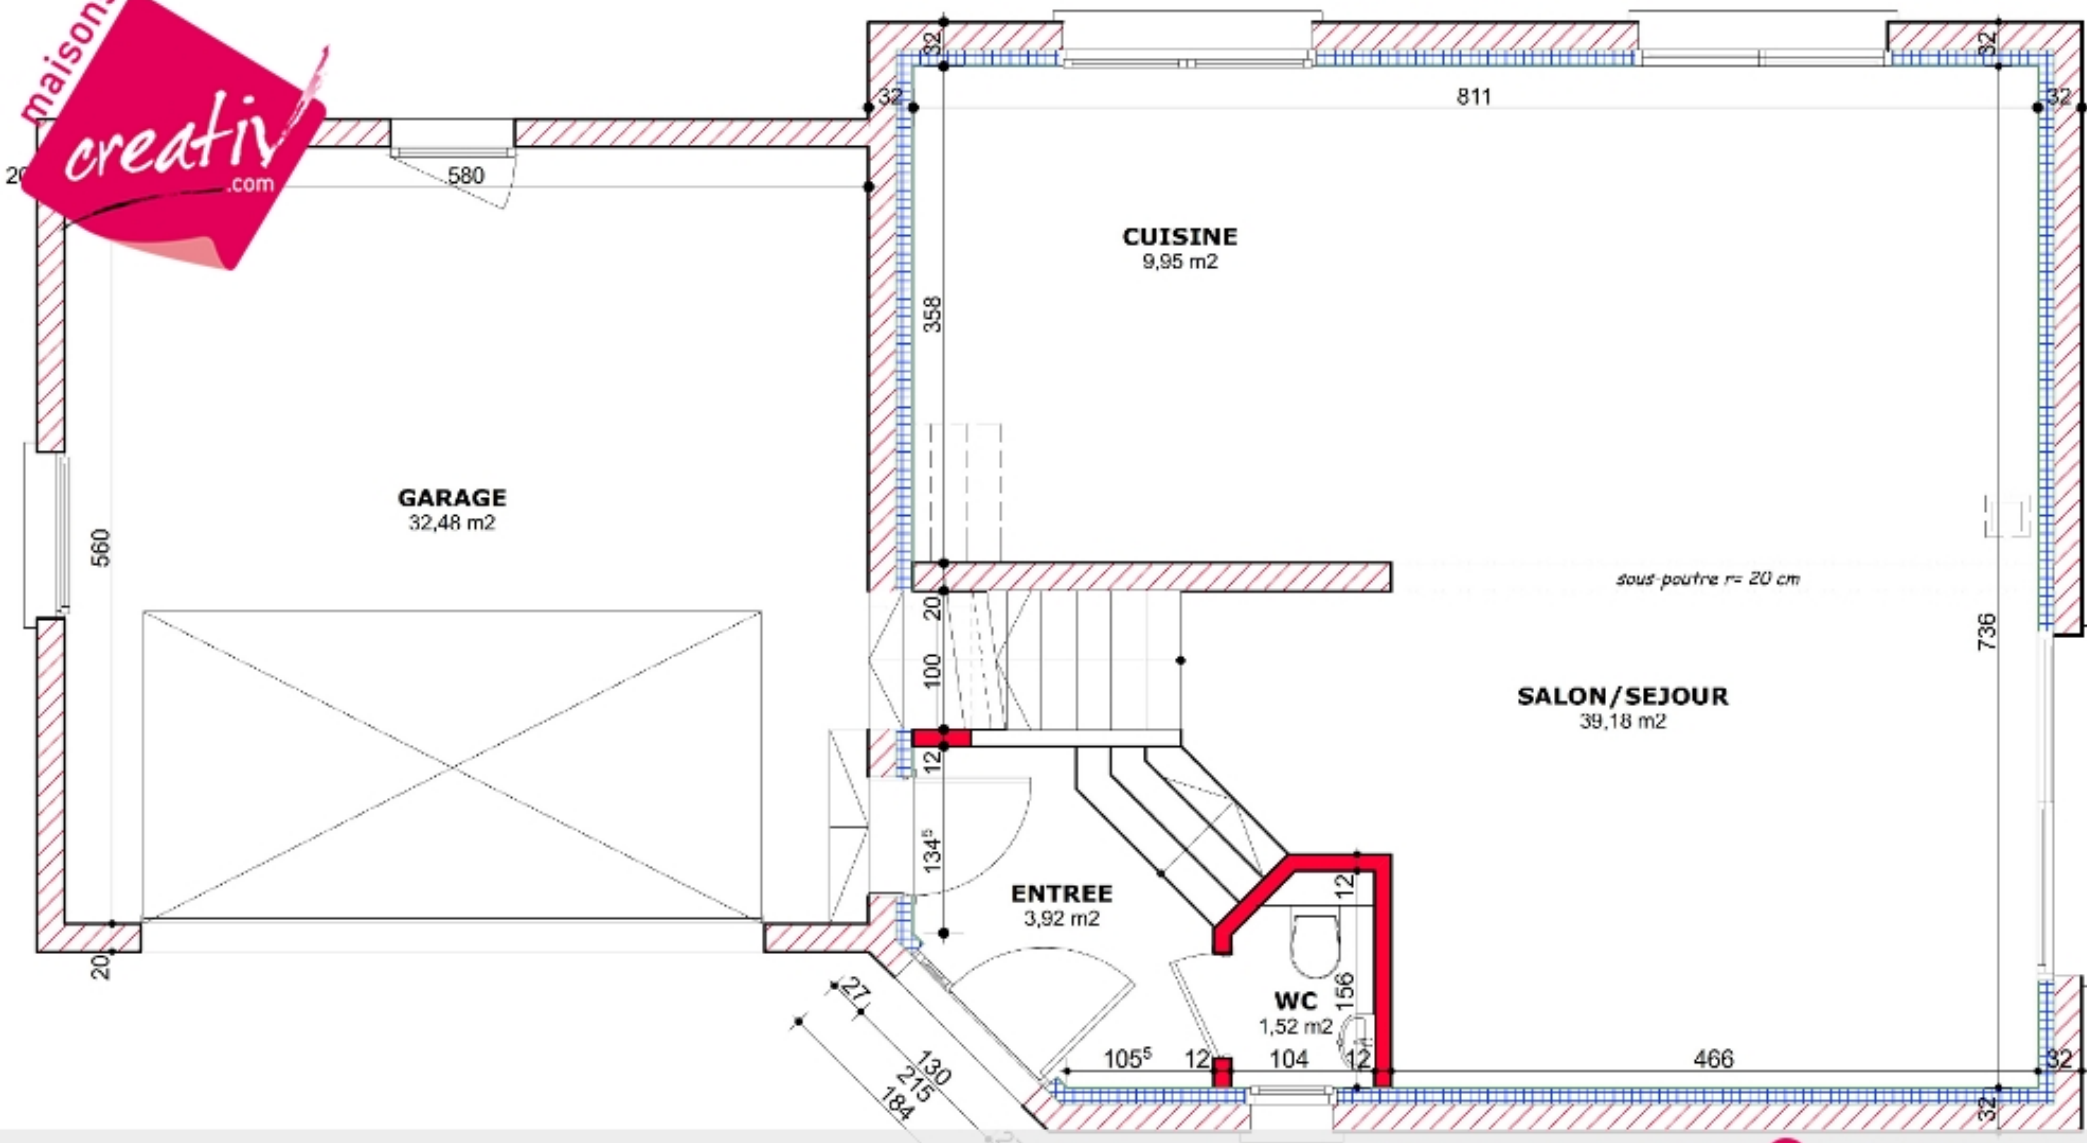 maisons
creativ
.com
32
32
32
811
32
20
580
CUISINE
9,95 m2
358
GARAGE
32,48 m2
560
sous-poutre r= 20 cm
20
736
100
SALON/SEJOUR
39,18 m2
12
134⁵
ENTREE
3,92 m2
12
20
27
WC
1,52 m2
156
130
215
184
105⁵
12
104
12
466
32
32